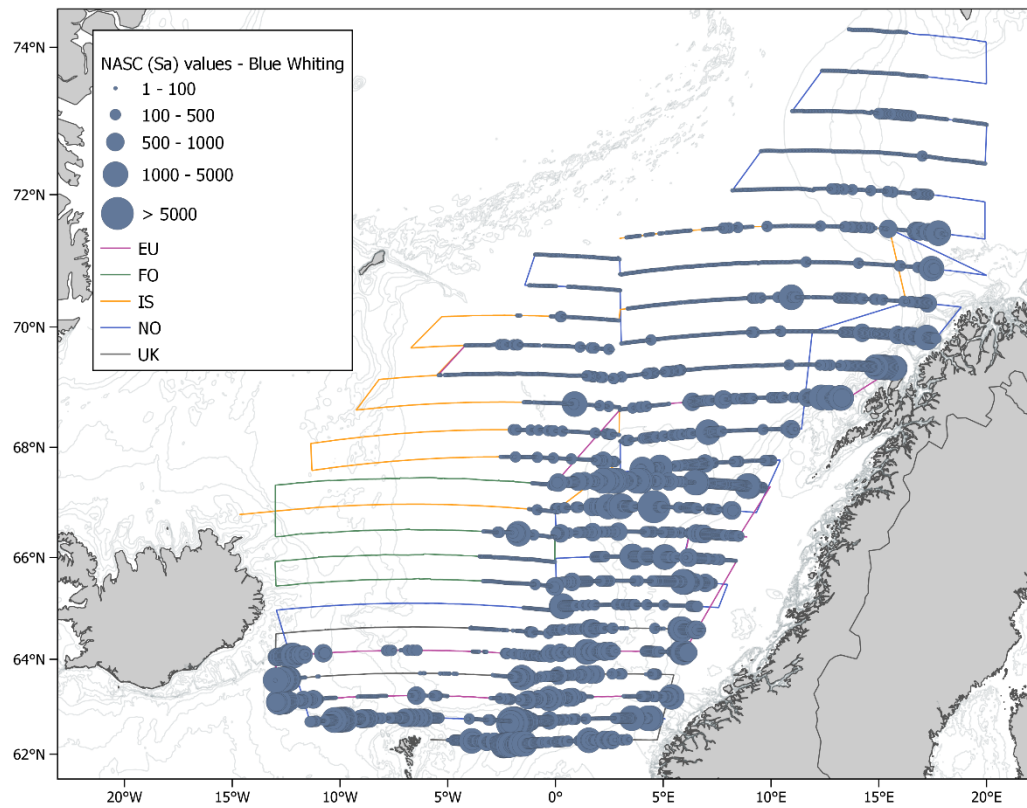 74°N
72°N
70°N
68°N
66°N
64°N
62°N
NASC (Sa) values - Blue Whiting
1 - 100
100 - 500
500 - 1000
1000 - 5000
> 5000
EU
FO
IS
NO
UK
20°W
15°W
10°W
5°W
0°
5°E
10°E
15°E
20°E